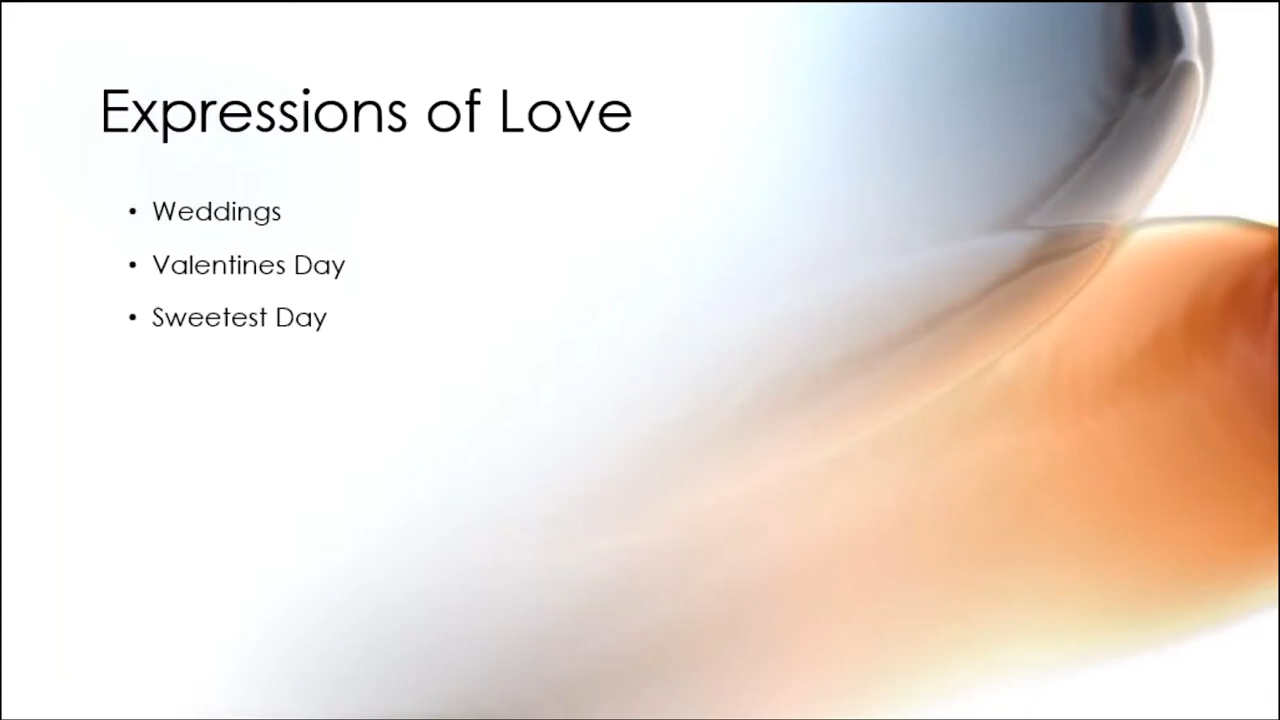 Expressions of Love
• Weddings
• Valentines Day
• Sweetest Day